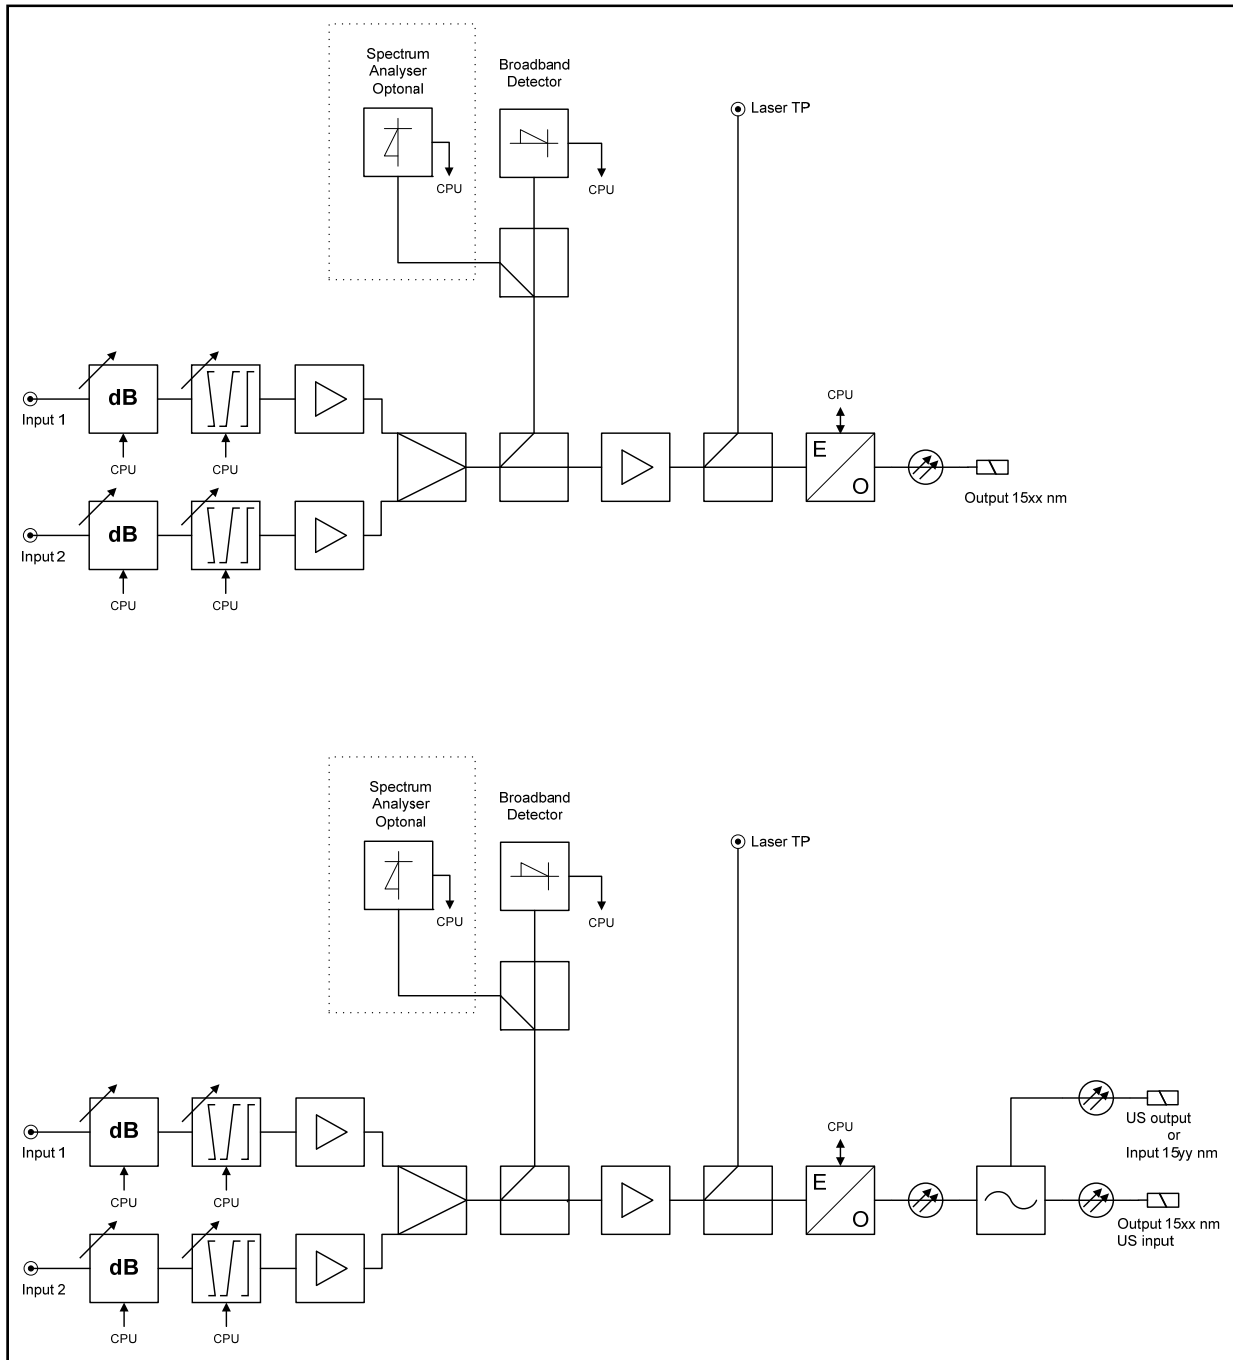 Spectrum
Analyser
Optonal
Broadband
Detector
Laser TP
CPU
CPU
dB
dB
Input 1
CPU
CPU
CPU
E
O
Output 15xx nm
Input 2
CPU
CPU
Spectrum
Analyser
Optonal
Broadband
Detector
Laser TP
CPU
CPU
dB
Input 1
CPU
CPU
CPU
E
O
US output
or
Input 15yy nm
Output 15xx nm
US input
dB
Input 2
CPU
CPU